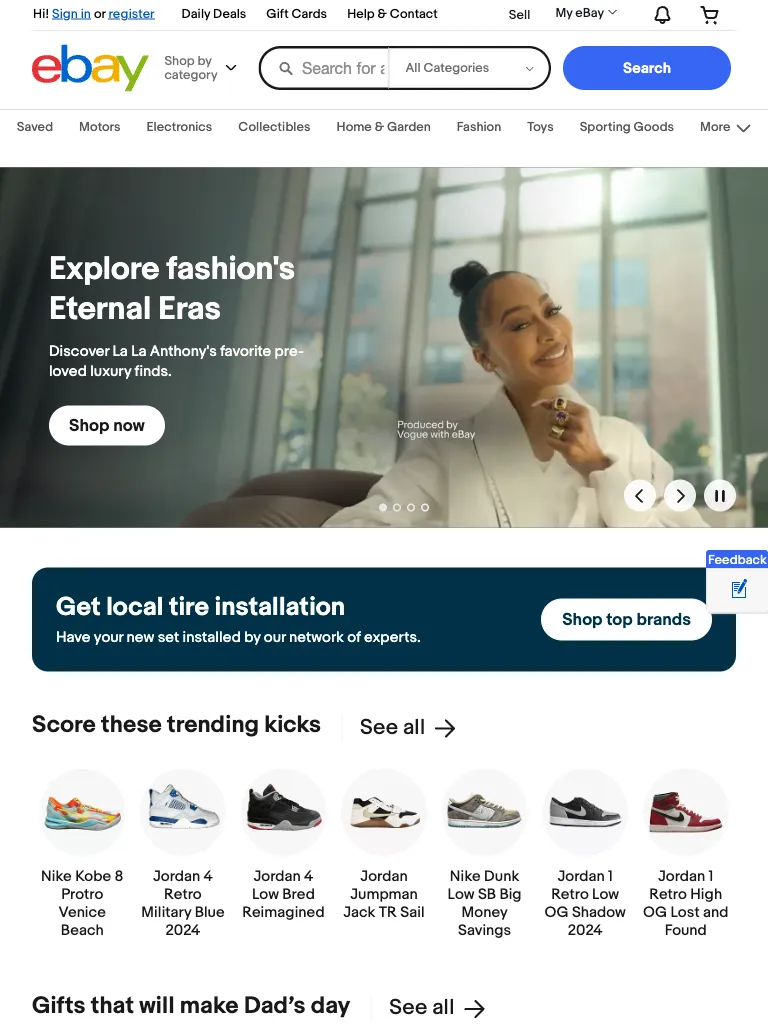 Hi! Sign in or register Daily Deals Gift Cards Help & Contact Sell My eBay
ebay
Shop by
category
Search for a
All Categories
Search
Saved Motors Electronics Collectibles Home & Garden Fashion Toys Sporting Goods More
Explore fashion's
Eternal Eras
Discover La La Anthony's favorite pre-
loved luxury finds.
Shop now
Produced by
Vogue with eBay
Feedback
Get local tire installation
Have your new set installed by our network of experts.
Shop top brands
Score these trending kicks See all
Nike Kobe 8
Protro
Venice
Beach
Jordan 4
Retro
Military Blue
2024
Jordan 4
Low Bred
Reimagined
Jordan
Jumpman
Jack TR Sail
Nike Dunk
Low SB Big
Money
Savings
Jordan 1
Retro Low
OG Shadow
2024
Jordan 1
Retro High
OG Lost and
Found
Gifts that will make Dad’s day See all